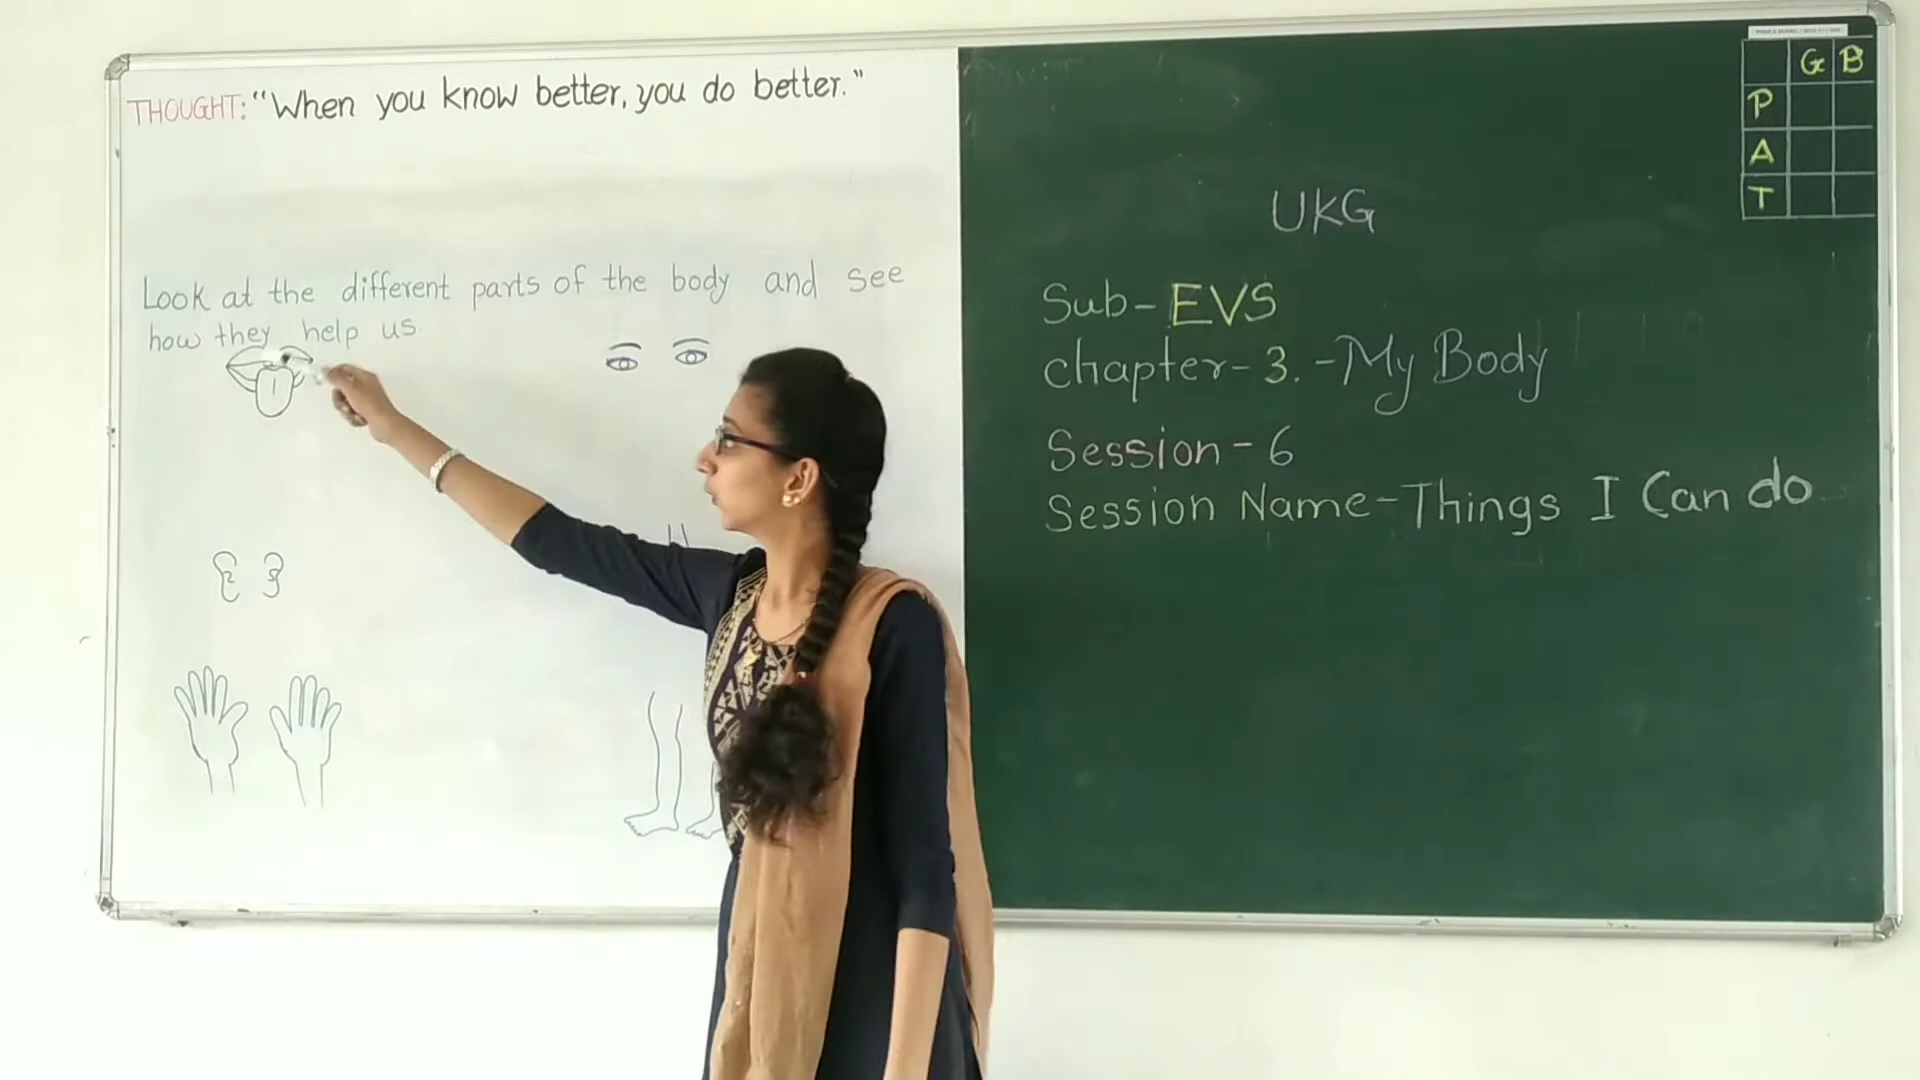 THOUGHT: "When you know better, you do better."
Look at the different parts of the body and see
how they help us.
G B
P
A
T
UKG
Sub- EVS
chapter- 3. - My Body
Session - 6
Session Name - Things I Can do